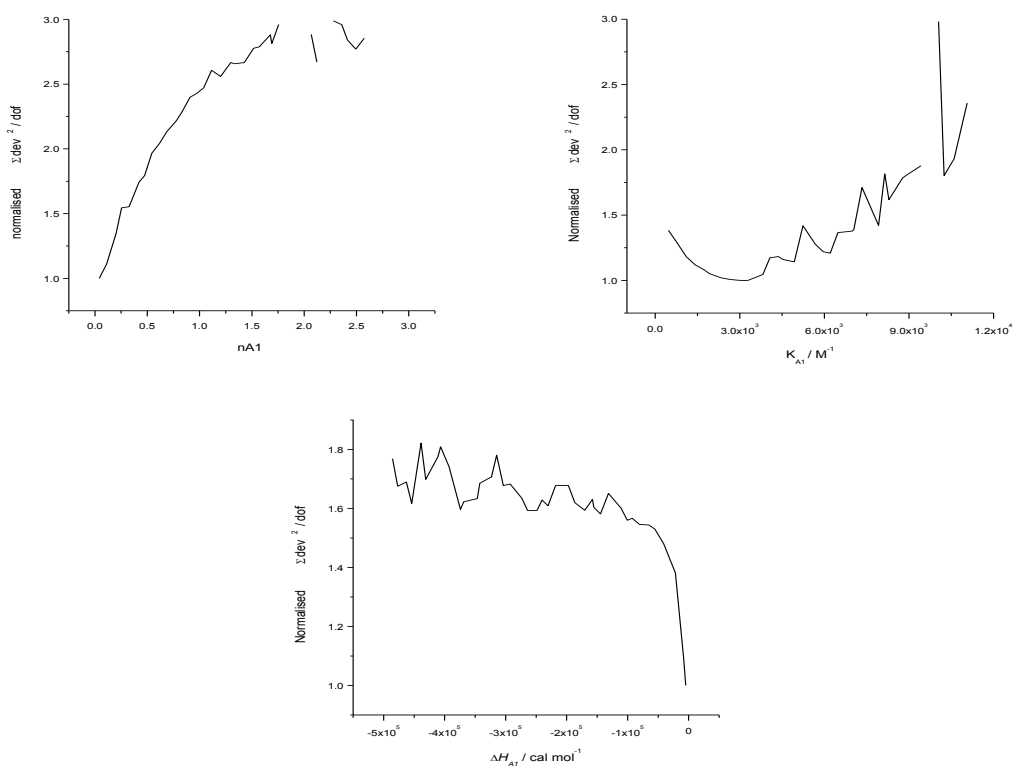 3.0
2.5
2.0
1.5
1.0
normalised Σdev ² / dof
0.0 0.5 1.0 1.5 2.0 2.5 3.0
nA1
3.0
2.5
2.0
1.5
1.0
Normalised Σdev ² / dof
0.0 3.0x10³ 6.0x10³ 9.0x10³ 1.2x10⁴
K_A1 / M⁻¹
1.8
1.6
1.4
1.2
1.0
Normalised Σdev ² / dof
-5x10⁵ -4x10⁵ -3x10⁵ -2x10⁵ -1x10⁵ 0
ΔH_A1 / cal mol⁻¹